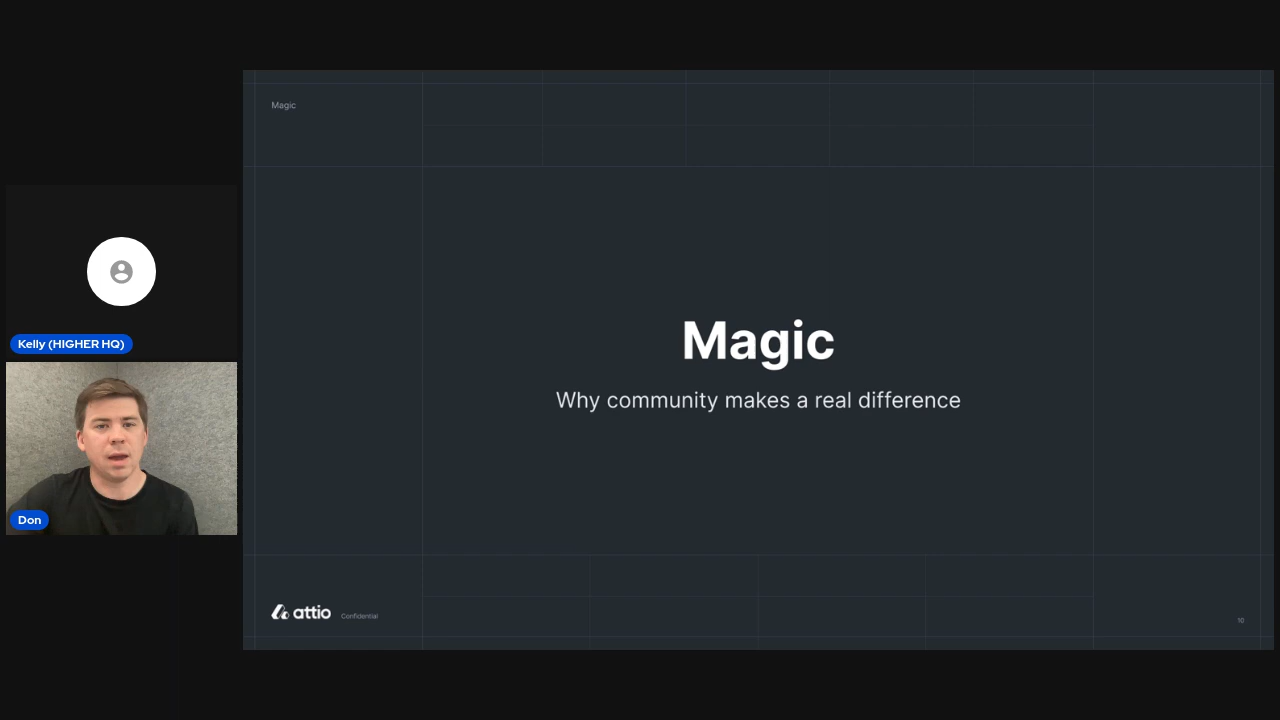 Magic
Magic
Why community makes a real difference
Kelly (HIGHER HQ)
Don
attio
Confidential
10